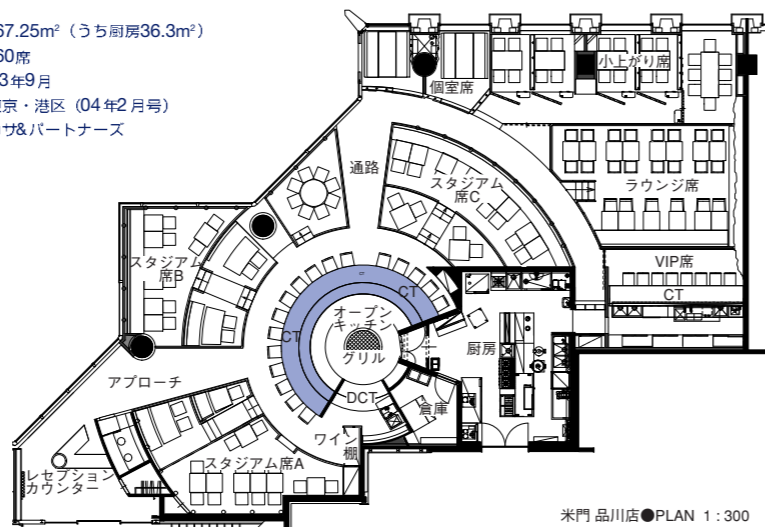 67.25m²（うち厨房36.3m²）
60席
3年9月
京・港区（04年2月号）
サ&パートナーズ
個室席
小上がり席
通路
スタジアム
席C
ラウンジ席
スタジアム
席B
VIP席
CT
CT
CT
オープン
キッチン
グリル
厨房
アプローチ
DCT
倉庫
ワイン
棚
スタジアム席A
レセプション
カウンター
米門 品川店●PLAN 1：300